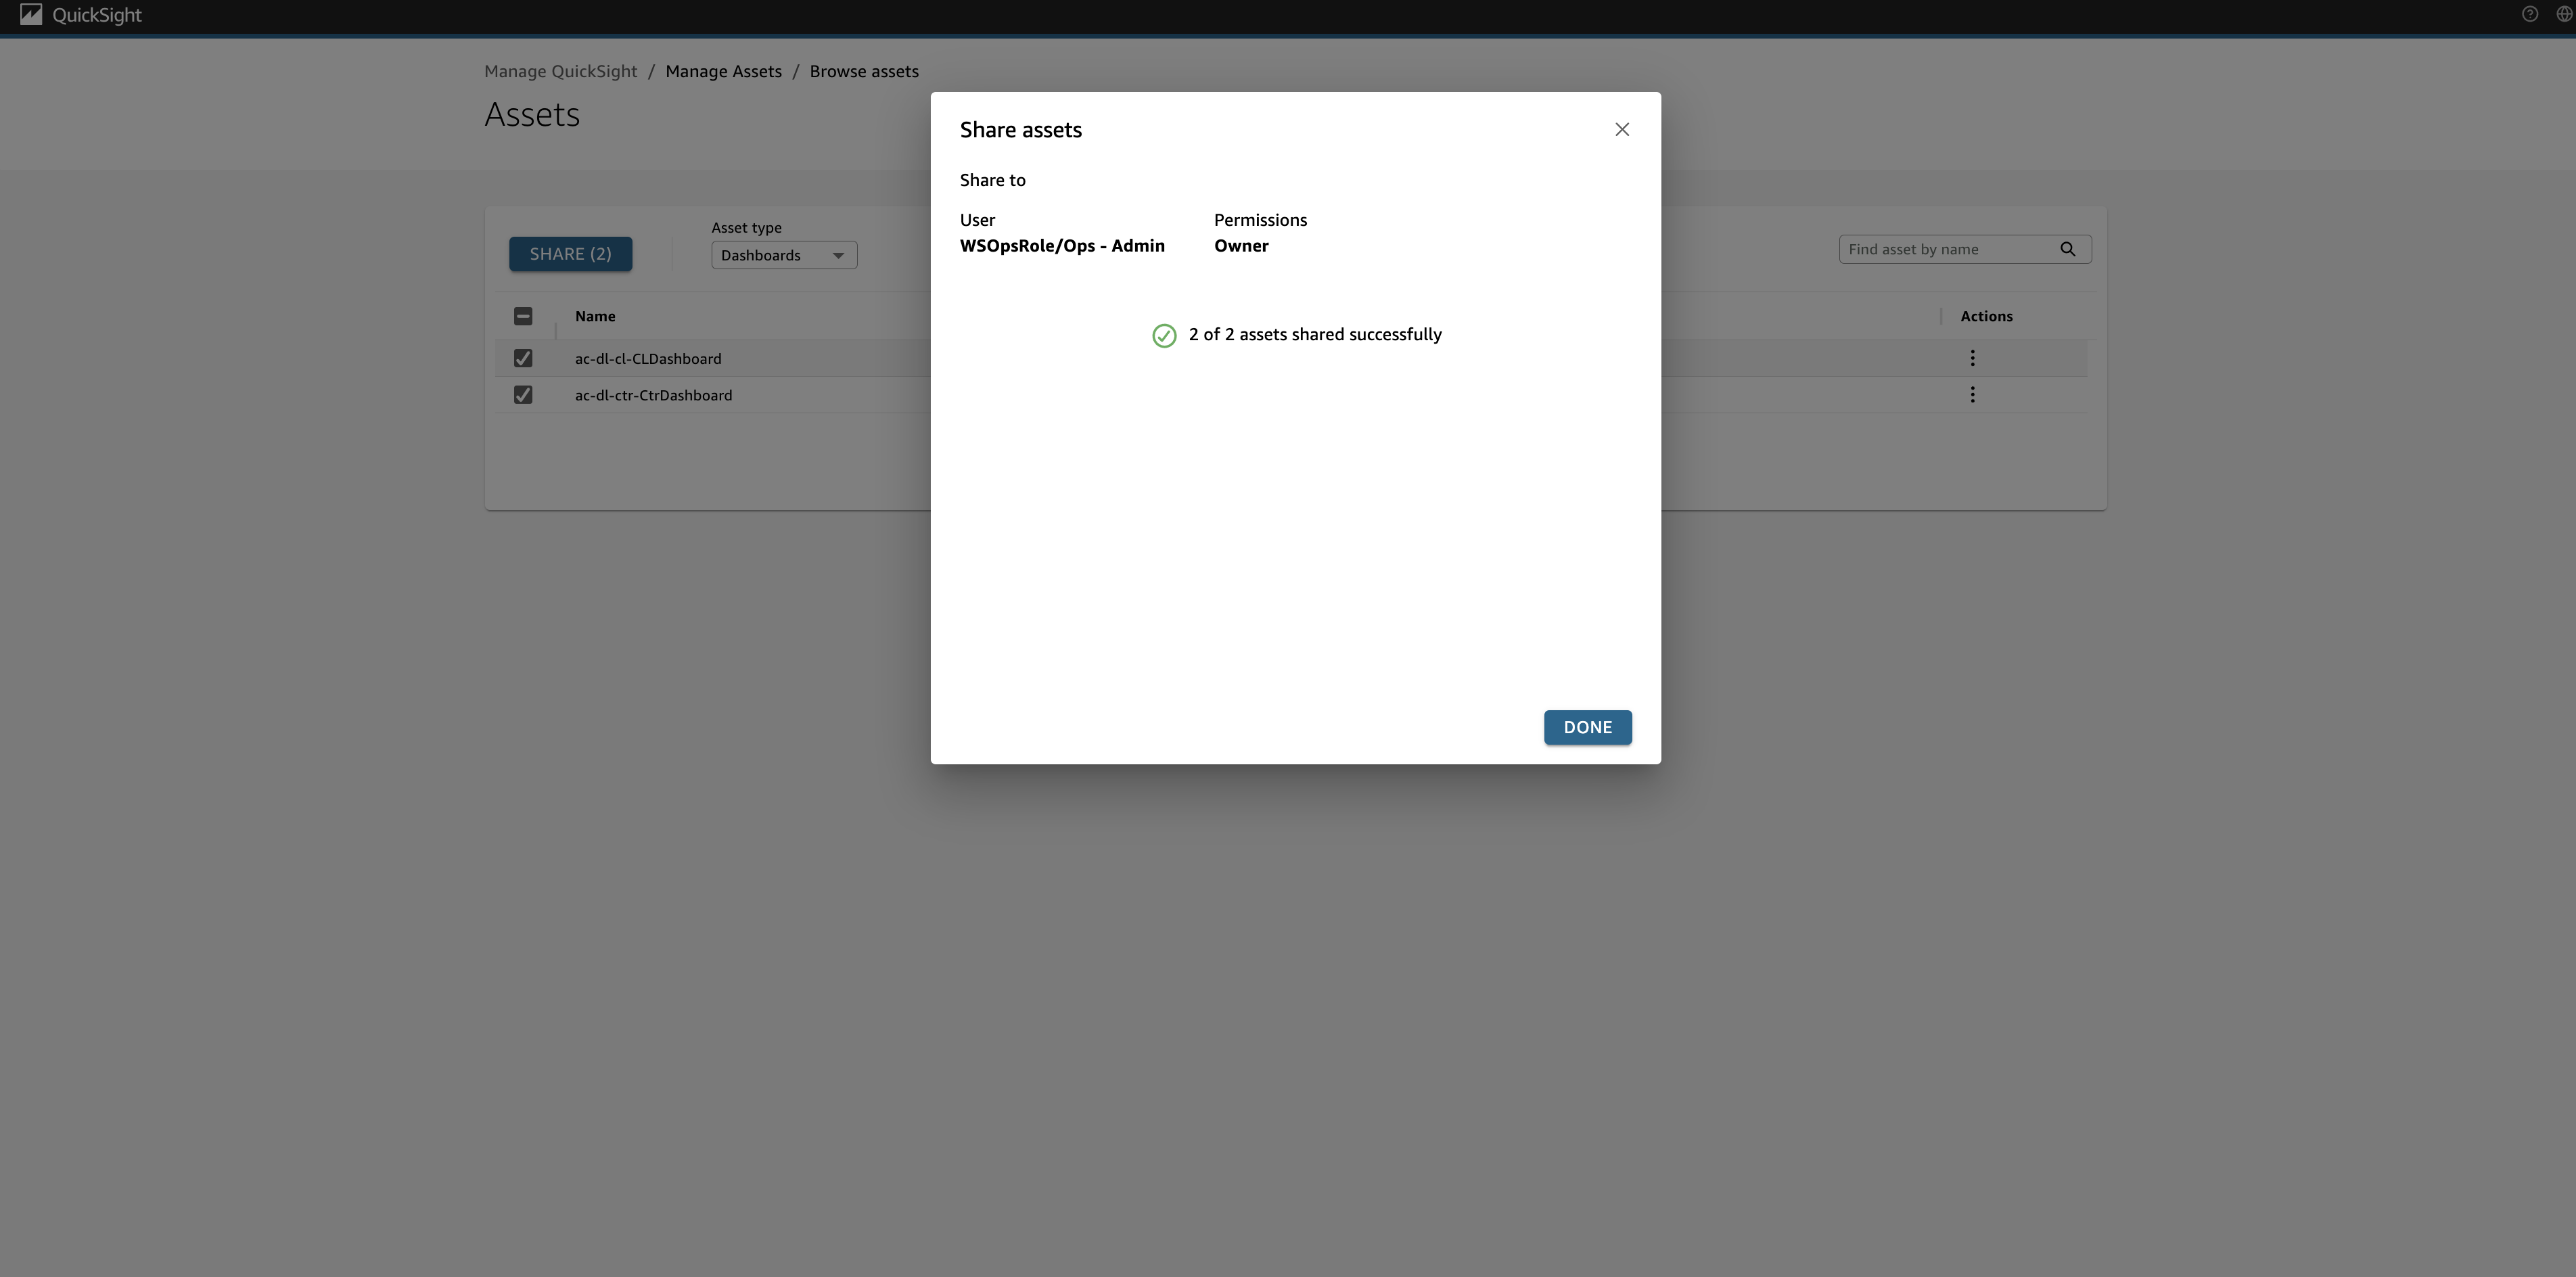 QuickSight
Manage QuickSight / Manage Assets / Browse assets
Assets
SHARE (2)
Asset type
Dashboards
Find asset by name
Name
Actions
ac-dl-cl-CLDashboard
ac-dl-ctr-CtrDashboard
Share assets
Share to
User Permissions
WSOpsRole/Ops - Admin Owner
2 of 2 assets shared successfully
DONE